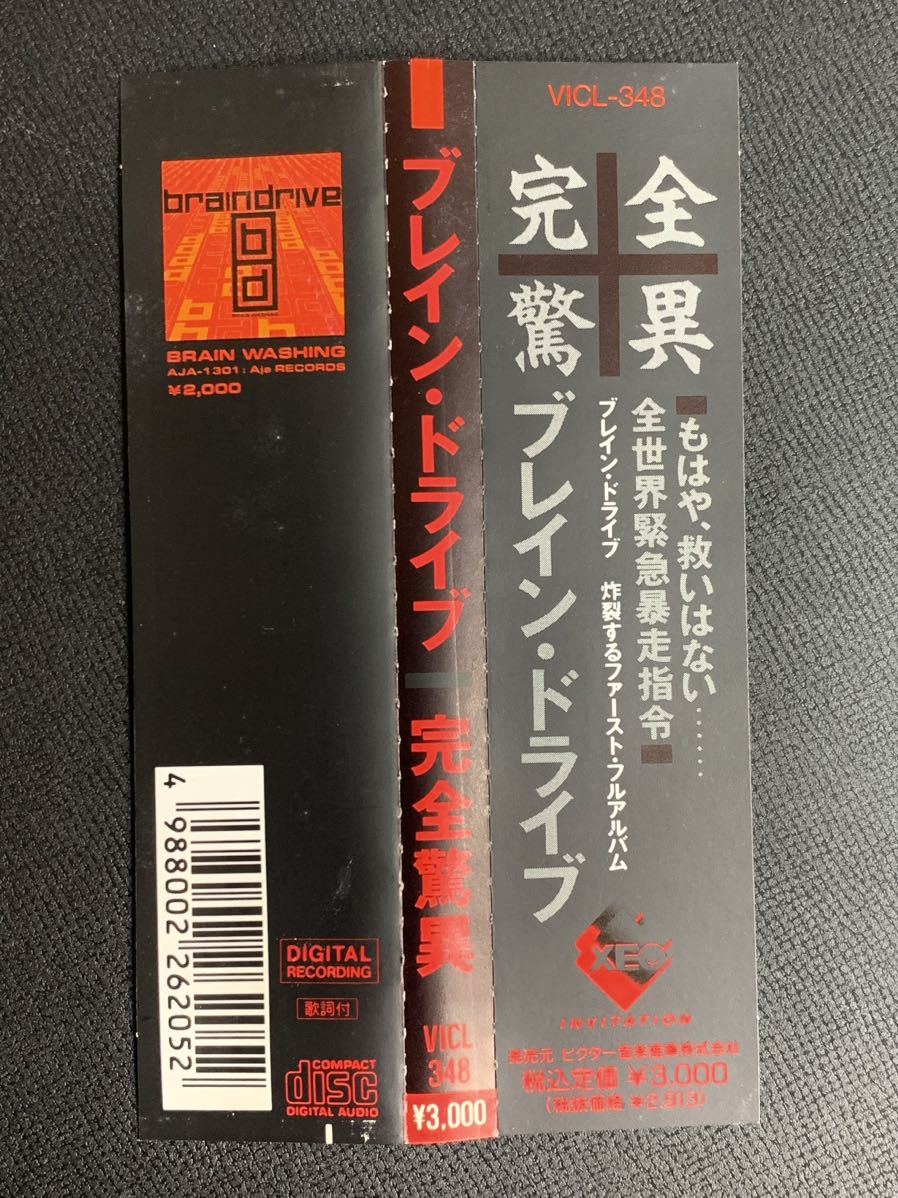 braindrive
bd
BRAIN WASHING
AJA-1301 : Aja RECORDS
¥2,000
4 988002 262052
DIGITAL
RECORDING
歌詞付
COMPACT
disc
DIGITAL AUDIO
ブレイン・ドライブ
完全驚異
VICL
348
¥3,000
VICL-348
完全
驚異
もはや、救いはない……
全世界緊急暴走指令
ブレイン・ドライブ 炸裂するファースト・フルアルバム
ブレイン・ドライブ
EXEO
INVITATION
発売元 ビクター音楽産業株式会社
税込定価 ¥3.000
(税抜価格 ¥2.913)